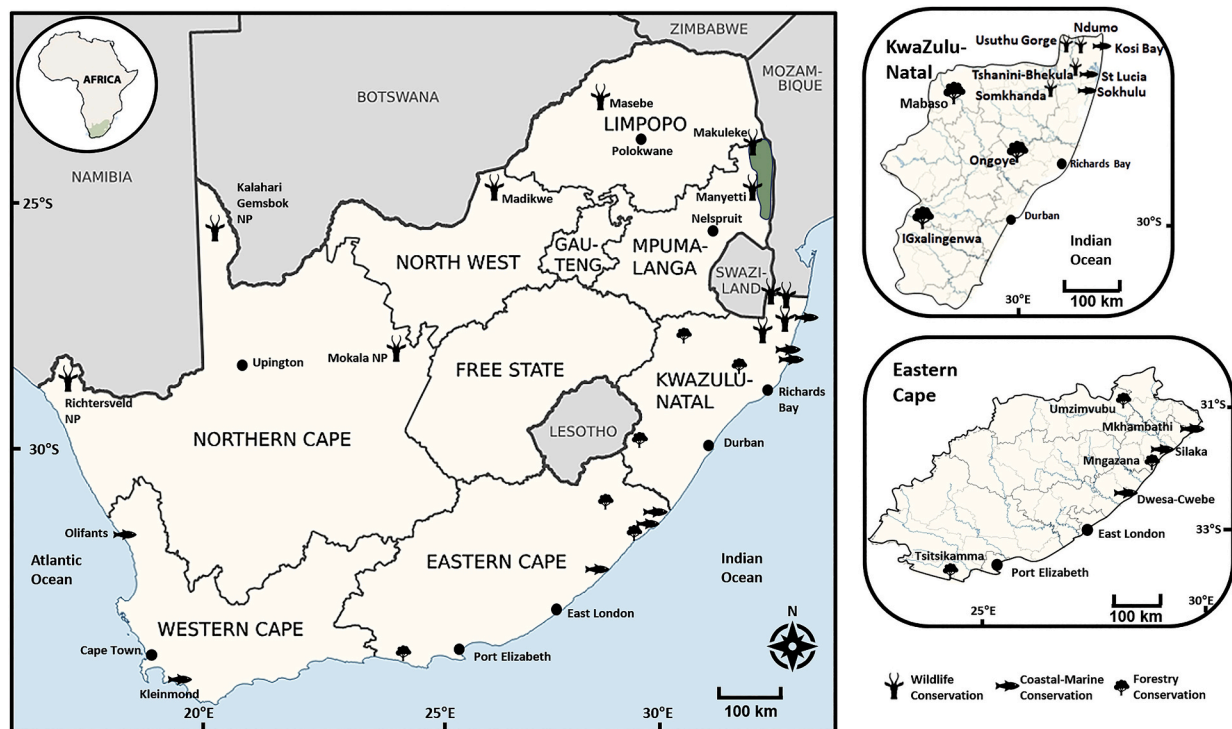 AFRICA
ZIMBABWE
BOTSWANA
MOZAM-
BIQUE
NAMIBIA
Masebe
LIMPOPO
Polokwane
Makuleke
Kalahari
Gemsbok
NP
25°S
Madikwe
Manyetti
Nelspruit
NORTH WEST
GAU-
TENG
MPUMA-
LANGA
SWAZI-
LAND
Upington
Mokala NP
FREE STATE
KWAZULU-
NATAL
Richards
Bay
Richtersveld
NP
NORTHERN CAPE
LESOTHO
Durban
30°S
Olifants
Atlantic
Ocean
EASTERN CAPE
Indian
Ocean
East London
WESTERN CAPE
Cape Town
Port Elizabeth
Kleinmond
N
100 km
20°E
25°E
30°E
KwaZulu-
Natal
Ndumo
Usuthu Gorge
Kosi Bay
Tshanini-Bhekula
St Lucia
Mabaso
Somkhanda
Sokhulu
Ongoye
Richards Bay
Durban
30°S
IGxalingenwa
Indian
Ocean
30°E
100 km
Eastern
Cape
Umzimvubu
31°S
Mkhambathi
Silaka
Mngazana
Dwesa-Cwebe
East London
33°S
Tsitsikamma
Port Elizabeth
100 km
25°E
30°E
Wildlife
Conservation
Coastal-Marine
Conservation
Forestry
Conservation